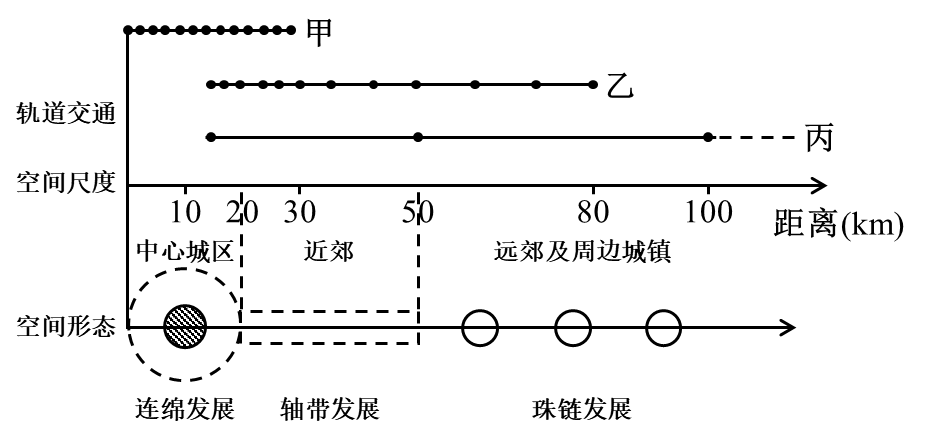 甲
乙
轨道交通
丙
空间尺度
10 20 30 50 80 100
距离(km)
中心城区 近郊 远郊及周边城镇
空间形态
连绵发展 轴带发展 珠链发展